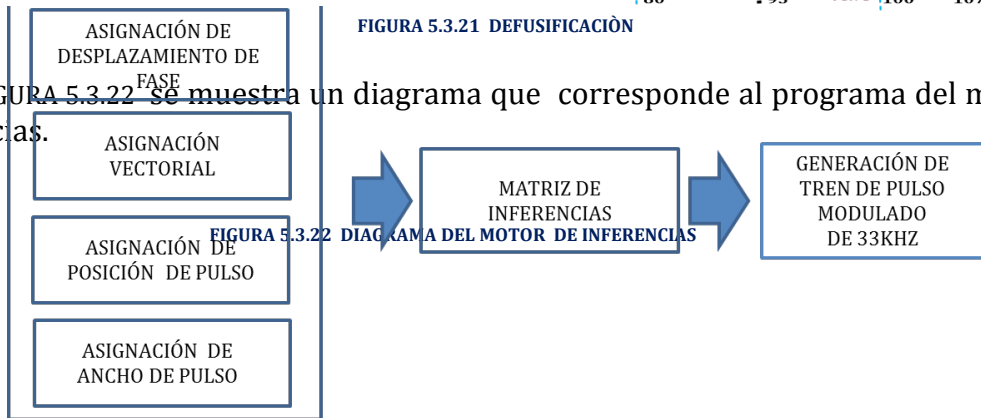 FIGURA 5.3.21 DEFUSIFICACIÒN
ASIGNACIÓN DE
DESPLAZAMIENTO DE
FASE
5.3.22 se muestra un diagrama que corresponde al programa del
ASIGNACIÓN
VECTORIAL
ASIGNACIÓN DE
POSICIÓN DE PULSO
ASIGNACIÓN DE
ANCHO DE PULSO
MATRIZ DE
INFERENCIAS
GENERACIÓN DE
TREN DE PULSO
MODULADO
DE 33KHZ
FIGURA 5.3.22 DIAGRAMA DEL MOTOR DE INFERENCIAS